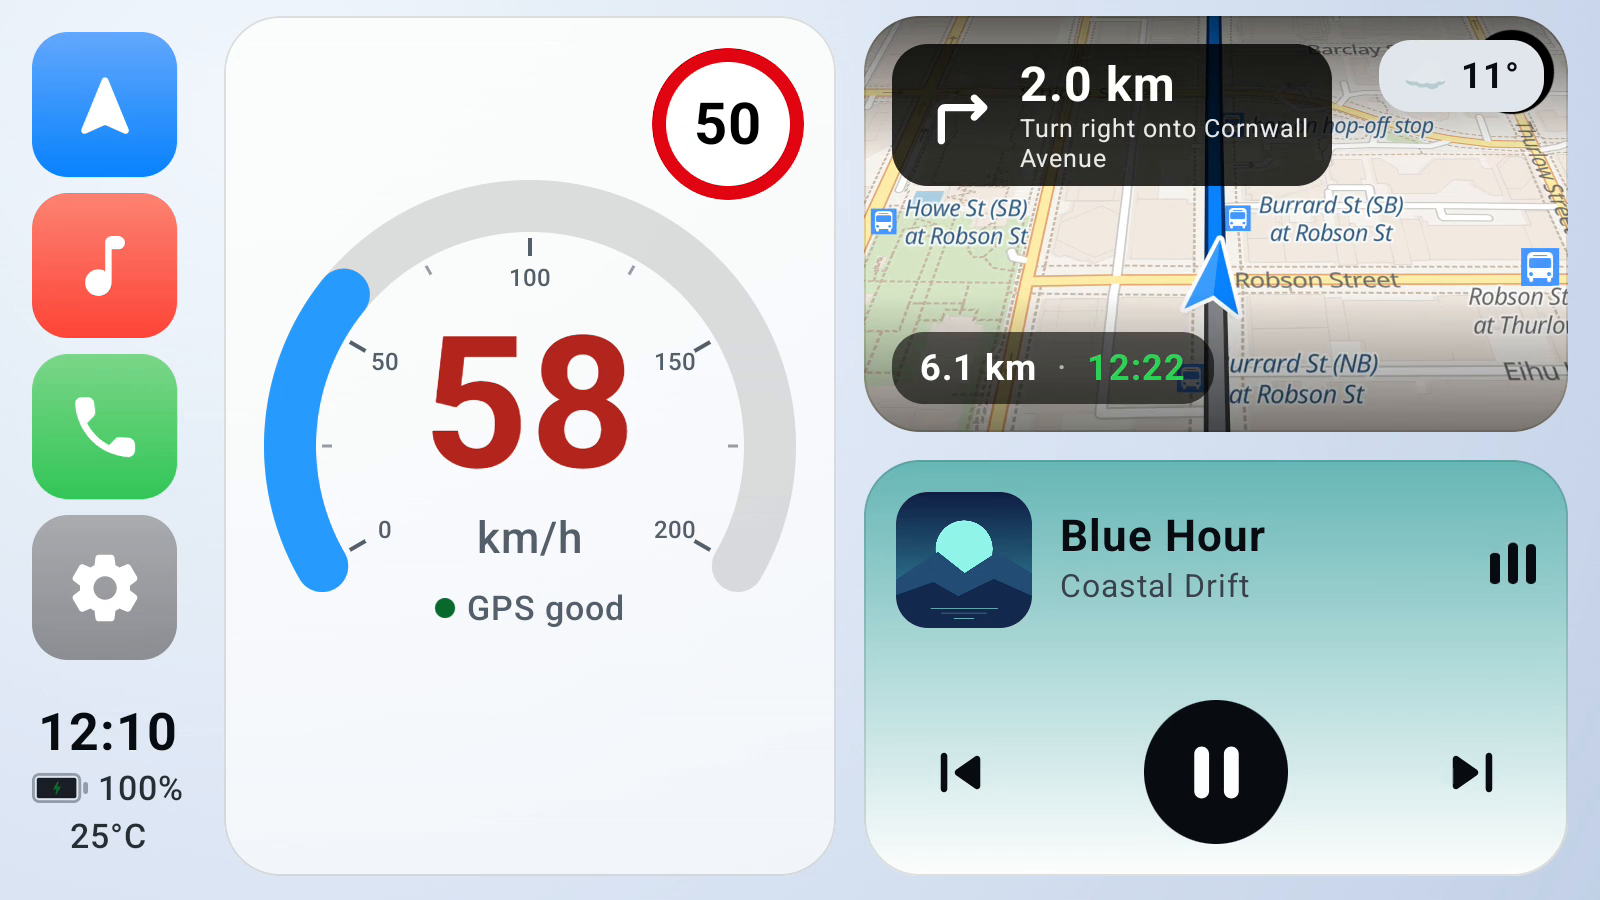 12:10
100%
25°C
50
100
50
150
58
0
200
km/h
GPS good
2.0 km
Turn right onto Cornwall
Avenue
11°
Barclay
hop-off stop
Thurlow Street
Howe St (SB)
at Robson St
Burrard St (SB)
at Robson St
Robson Street
Robson St
at Thurlo
6.1 km · 12:22
urrard St (NB)
at Robson St
Eihu
Blue Hour
Coastal Drift